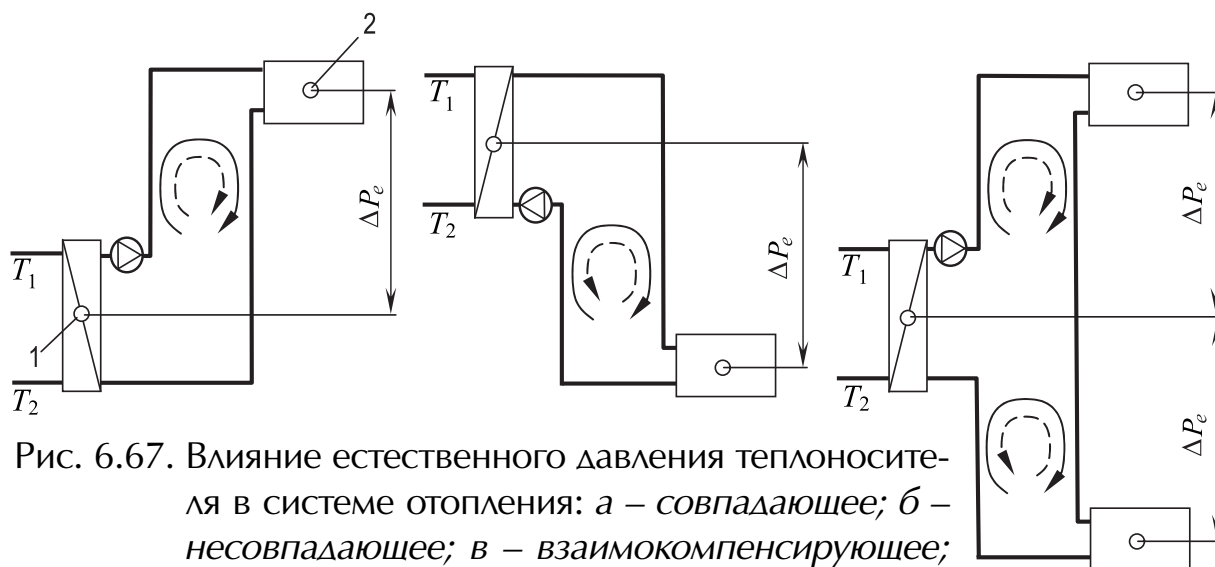 2
T₁
T₂
1
ΔPₑ
T₁
T₂
ΔPₑ
T₁
T₂
ΔPₑ
ΔPₑ
Рис. 6.67. Влияние естественного давления теплоносите-
ля в системе отопления: а – совпадающее; б –
несовпадающее; в – взаимокомпенсирующее;